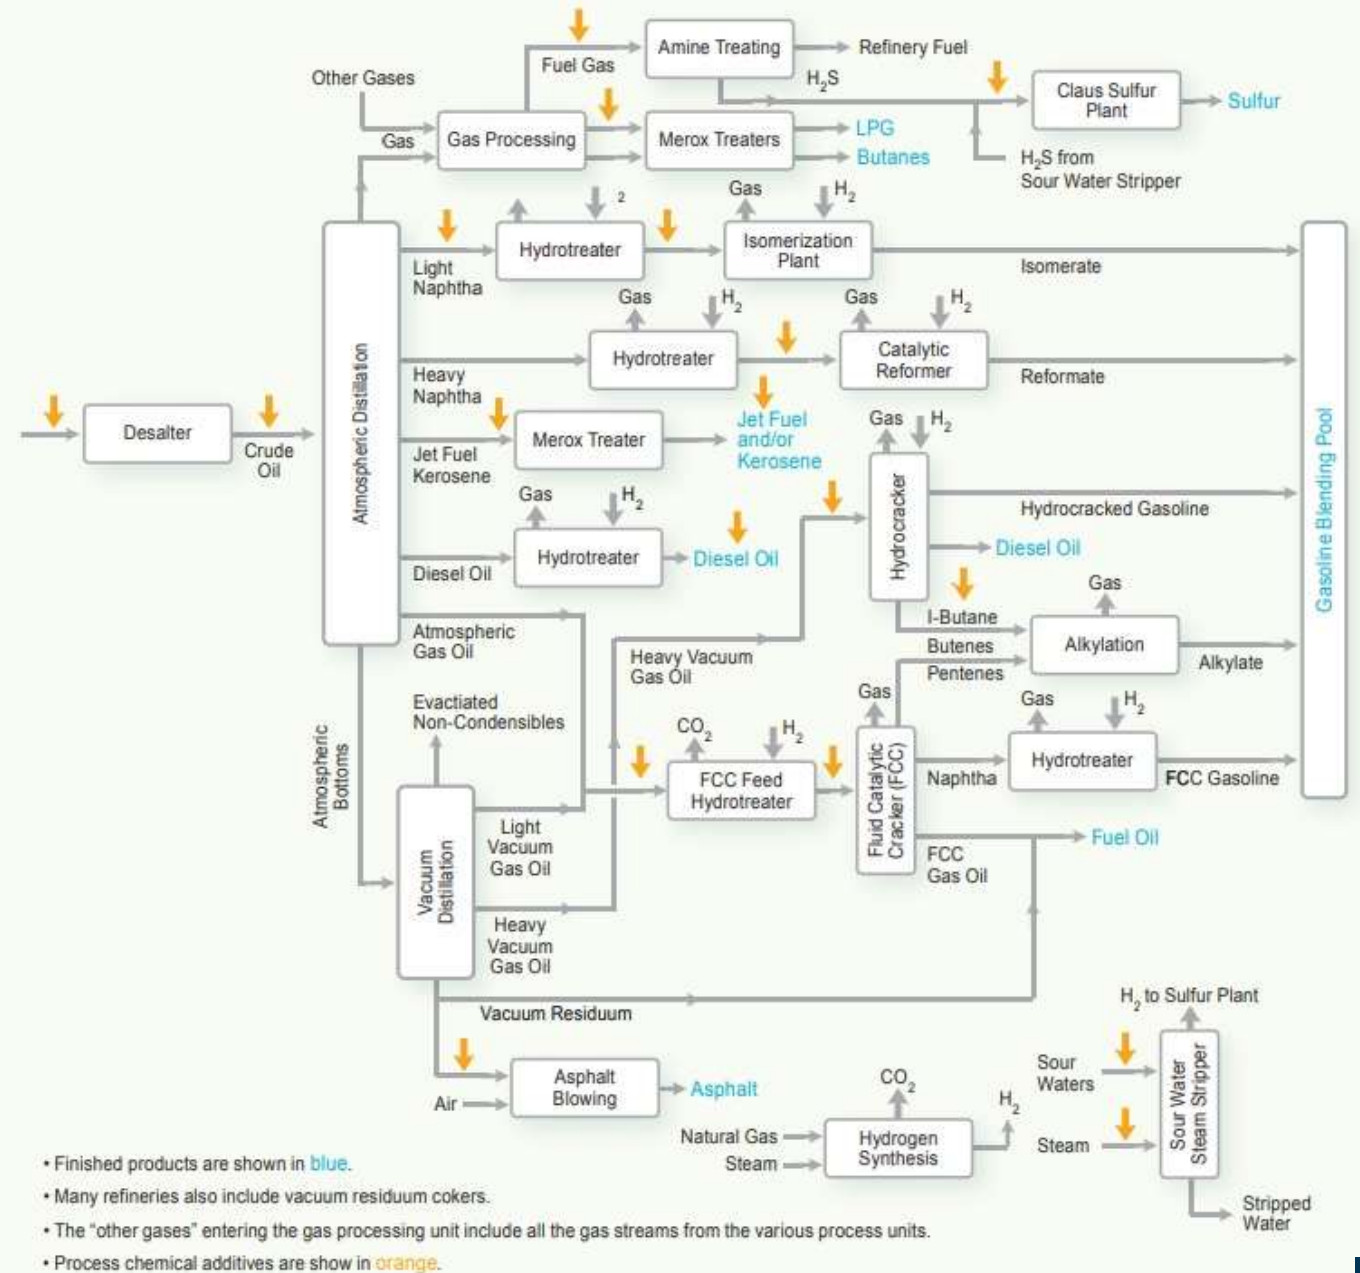 Amine Treating
Refinery Fuel
Fuel Gas
H₂S
Other Gases
Claus Sulfur
Plant
Sulfur
Gas
Gas Processing
Merox Treaters
LPG
Butanes
H₂S from
Sour Water Stripper
2
Gas
H₂
Light
Naphtha
Hydrotreater
Isomerization
Plant
Isomerate
Gas
H₂
Gas
H₂
Heavy
Naphtha
Hydrotreater
Catalytic
Reformer
Reformate
Desalter
Crude
Oil
Atmospheric Distillation
Jet Fuel
Kerosene
Merox Treater
Jet Fuel
and/or
Kerosene
Gas
H₂
Hydrocracker
Hydrocracked Gasoline
Diesel Oil
Gasoline Blending Pool
Gas
H₂
Diesel Oil
Hydrotreater
Diesel Oil
Atmospheric
Gas Oil
Heavy Vacuum
Gas Oil
I-Butane
Butenes
Pentenes
Gas
Alkylation
Alkylate
Evactiated
Non-Condensibles
Atmospheric
Bottoms
CO₂
H₂
FCC Feed
Hydrotreater
Gas
Fluid Catalytic
Cracker (FCC)
Naphtha
Gas
H₂
Hydrotreater
FCC Gasoline
Vacuum
Distillation
Light
Vacuum
Gas Oil
FCC
Gas Oil
Fuel Oil
Heavy
Vacuum
Gas Oil
Vacuum Residuum
Air
Asphalt
Blowing
Asphalt
Natural Gas
Steam
CO₂
Hydrogen
Synthesis
H₂
H₂ to Sulfur Plant
Sour
Waters
Steam
Sour Water
Steam Stripper
Stripped
Water
• Finished products are shown in blue.
• Many refineries also include vacuum residuum cokers.
• The “other gases” entering the gas processing unit include all the gas streams from the various process units.
• Process chemical additives are show in orange.